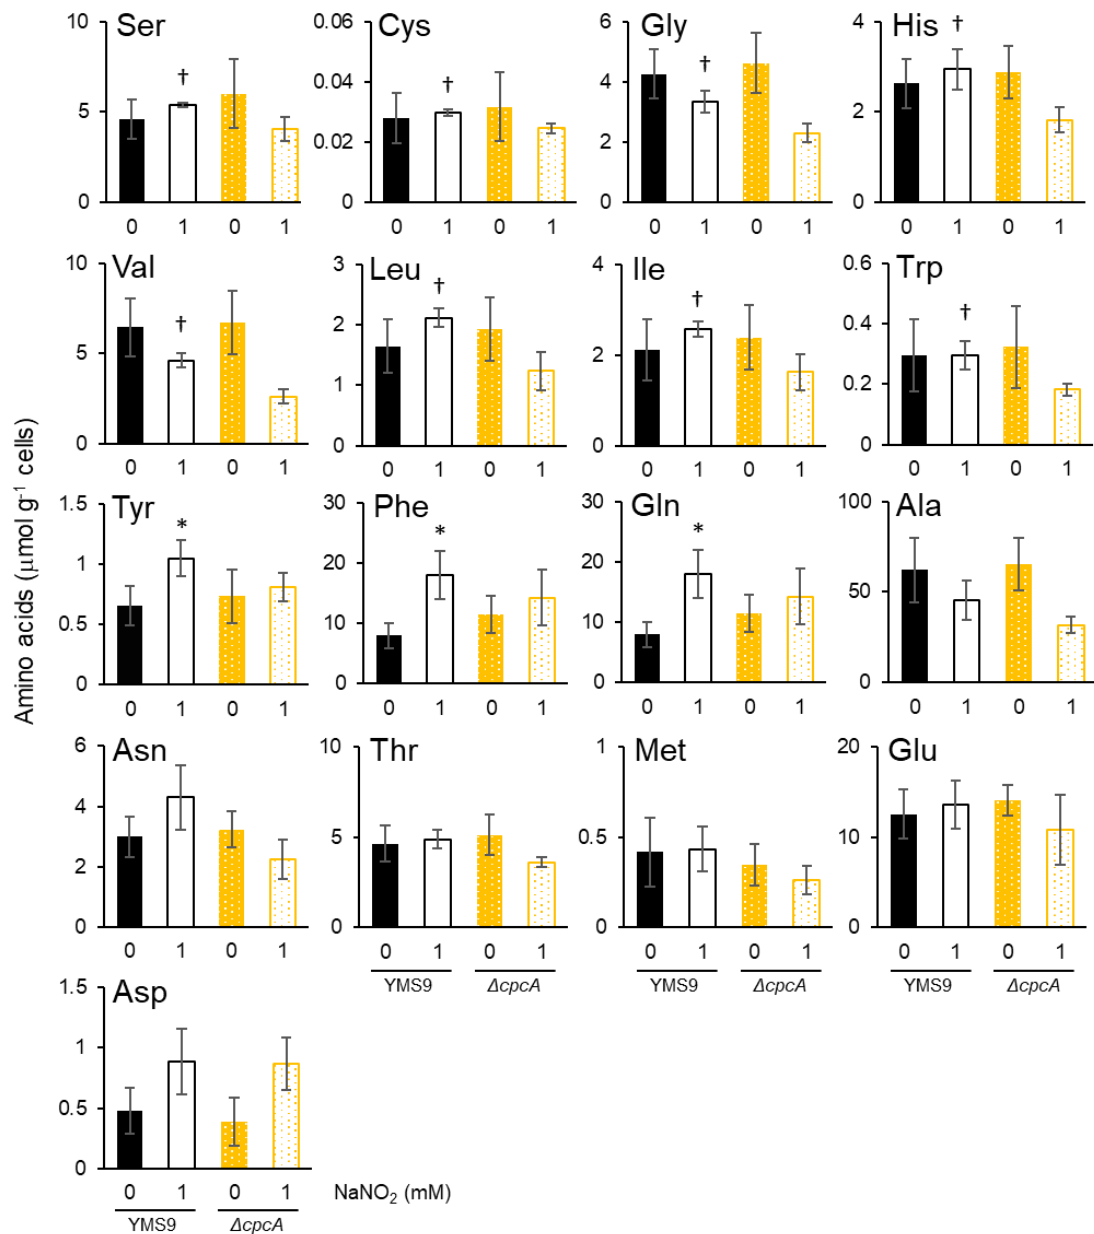 Amino acids (μmol g⁻¹ cells)
Ser
10
5
0
†
0 1 0 1
Cys
0.06
0.04
0.02
0
†
0 1 0 1
Gly
6
4
2
0
†
0 1 0 1
His
4
2
0
†
0 1 0 1
Val
10
5
0
†
0 1 0 1
Leu
3
2
1
0
†
0 1 0 1
Ile
4
2
0
†
0 1 0 1
Trp
0.6
0.4
0.2
0
†
0 1 0 1
Tyr
1.5
1
0.5
0
*
0 1 0 1
Phe
30
20
10
0
*
0 1 0 1
Gln
30
20
10
0
*
0 1 0 1
Ala
100
50
0
0 1 0 1
Asn
6
4
2
0
0 1 0 1
Thr
10
5
0
0 1 0 1
YMS9 ΔcpcA
Met
1
0.5
0
0 1 0 1
YMS9 ΔcpcA
Glu
20
10
0
0 1 0 1
YMS9 ΔcpcA
Asp
1.5
1
0.5
0
0 1 0 1 NaNO₂ (mM)
YMS9 ΔcpcA